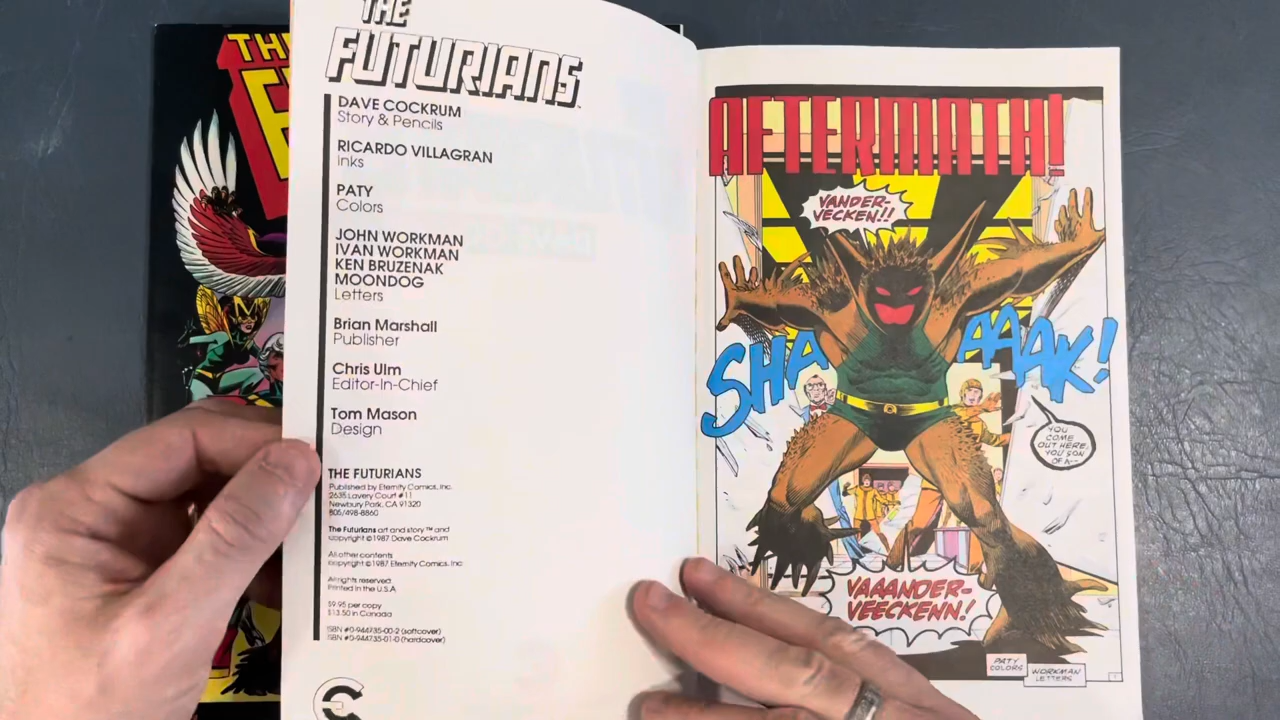 THE
THE
FUTURIANS
DAVE COCKRUM
Story & Pencils
RICARDO VILLAGRAN
Inks
PATY
Colors
JOHN WORKMAN
IVAN WORKMAN
KEN BRUZENAK
MOONDOG
Letters
Brian Marshall
Publisher
Chris Ulm
Editor-In-Chief
Tom Mason
Design
THE FUTURIANS
Published by Eternity Comics, Inc.
2635 Lavery Court #11
Newbury Park, CA 91320
805/498-8860
The Futurians art and story ™ and
copyright ©1987 Dave Cockrum
All other contents
copyright ©1987 Eternity Comics, Inc.
All rights reserved.
Printed in the U.S.A
$9.95 per copy
$13.50 in Canada
ISBN #0-944735-00-2 (softcover)
ISBN #0-944735-01-0 (hardcover)
AFTERMATH!
VANDER-
VECKEN!!
SHA
AAAK!
YOU
COME
OUT HERE,
YOU SON
OF A--
VAAANDER-
VEECKENN!
PATY
COLORS
WORKMAN
LETTERS
1